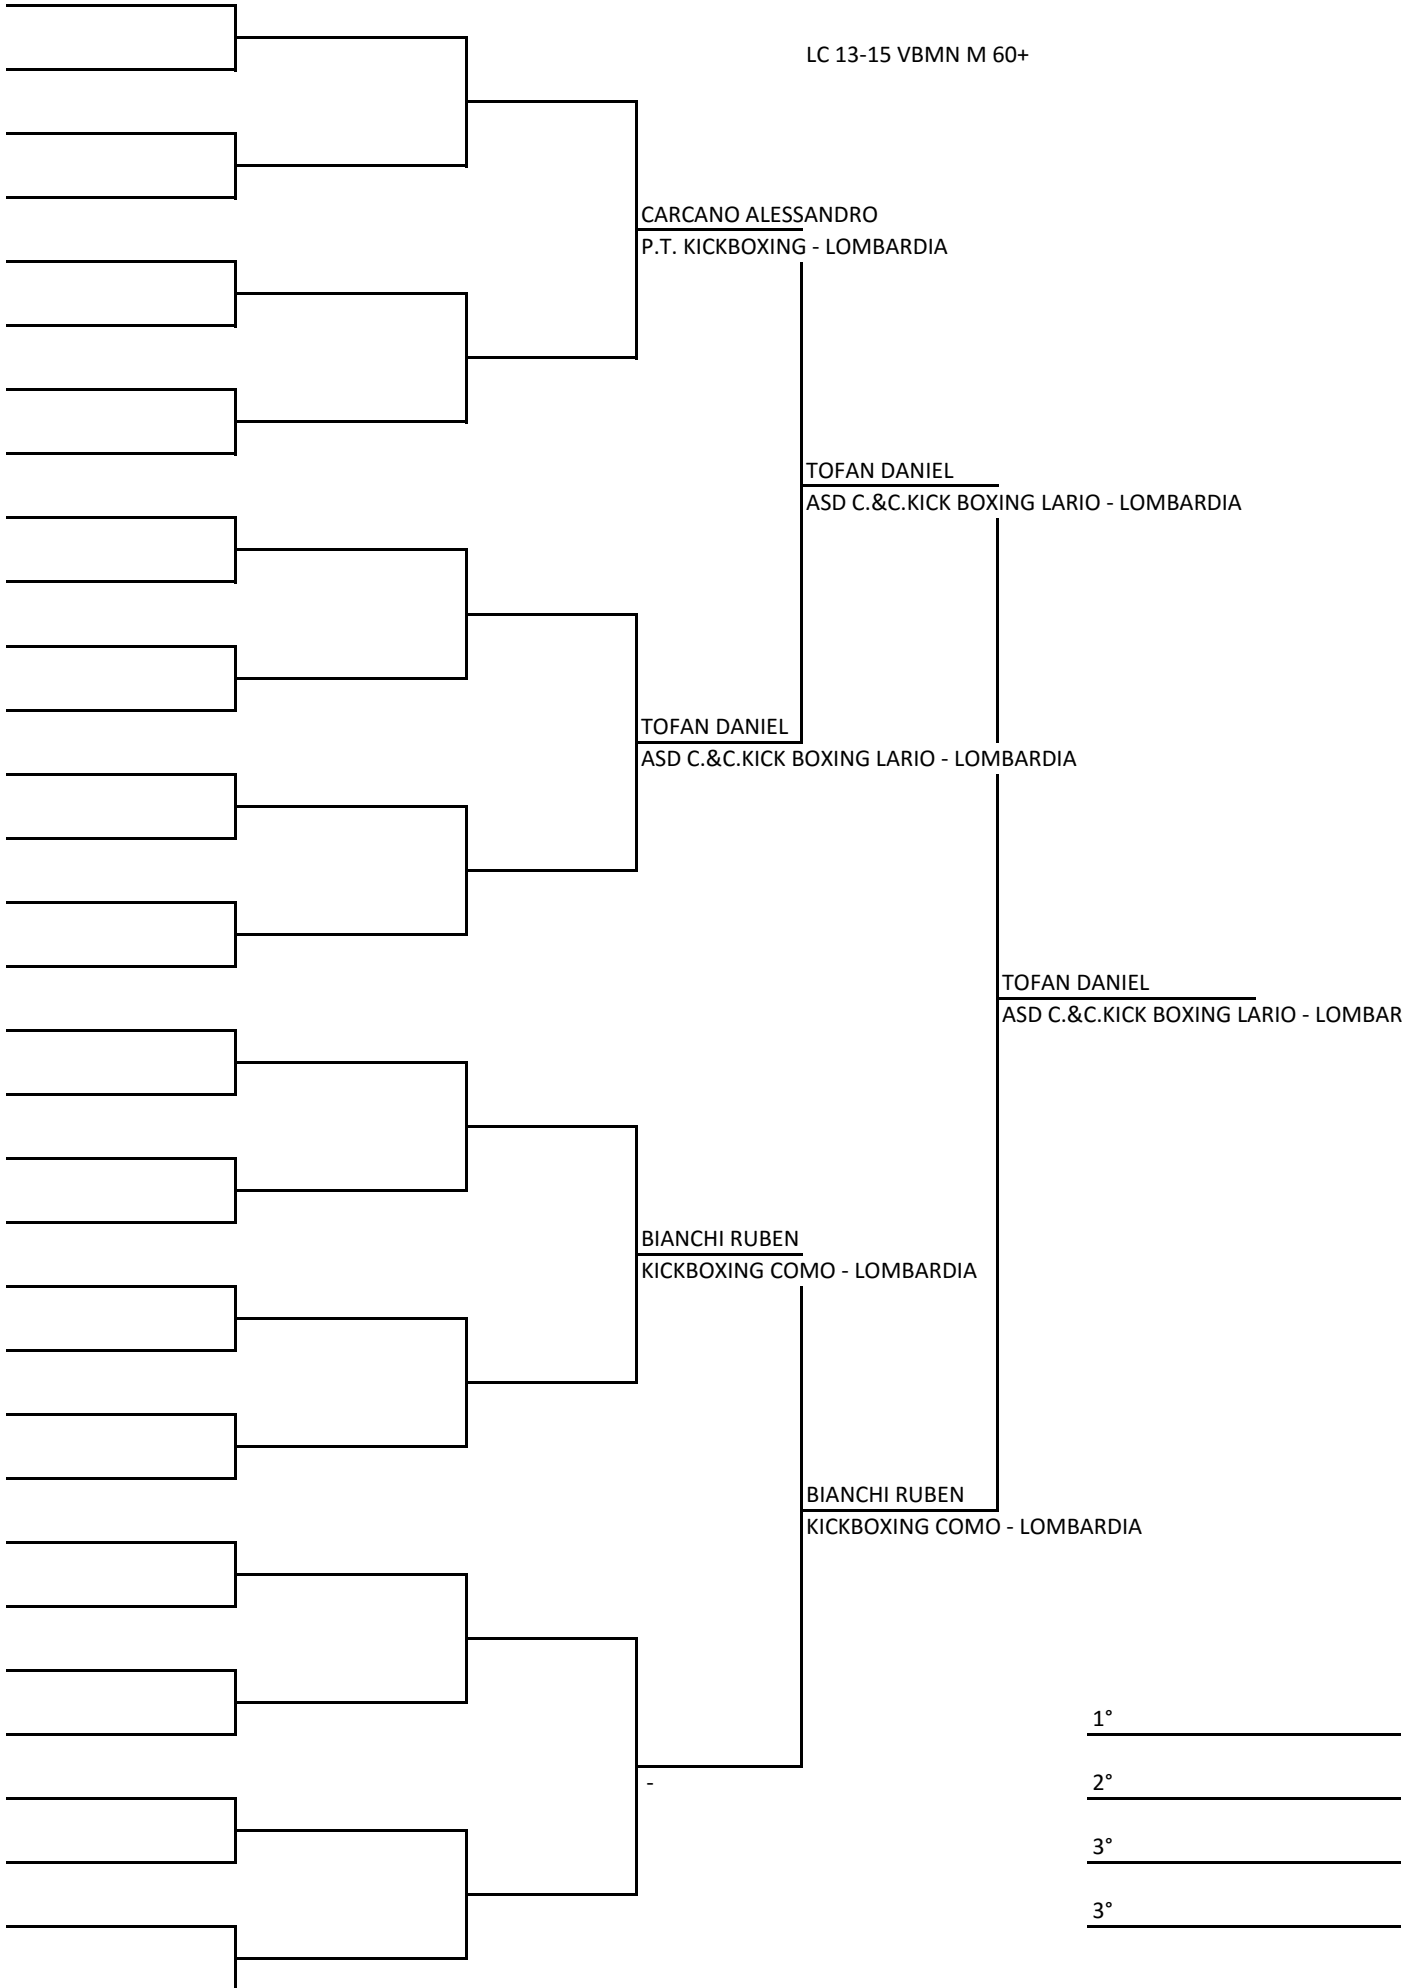 LC 13-15 VBMN M 60+
CARCANO ALESSANDRO
P.T. KICKBOXING - LOMBARDIA
TOFAN DANIEL
ASD C.&C.KICK BOXING LARIO - LOMBARDIA
TOFAN DANIEL
ASD C.&C.KICK BOXING LARIO - LOMBARDIA
TOFAN DANIEL
ASD C.&C.KICK BOXING LARIO - LOMBAR
BIANCHI RUBEN
KICKBOXING COMO - LOMBARDIA
BIANCHI RUBEN
KICKBOXING COMO - LOMBARDIA
1°
-
2°
3°
3°